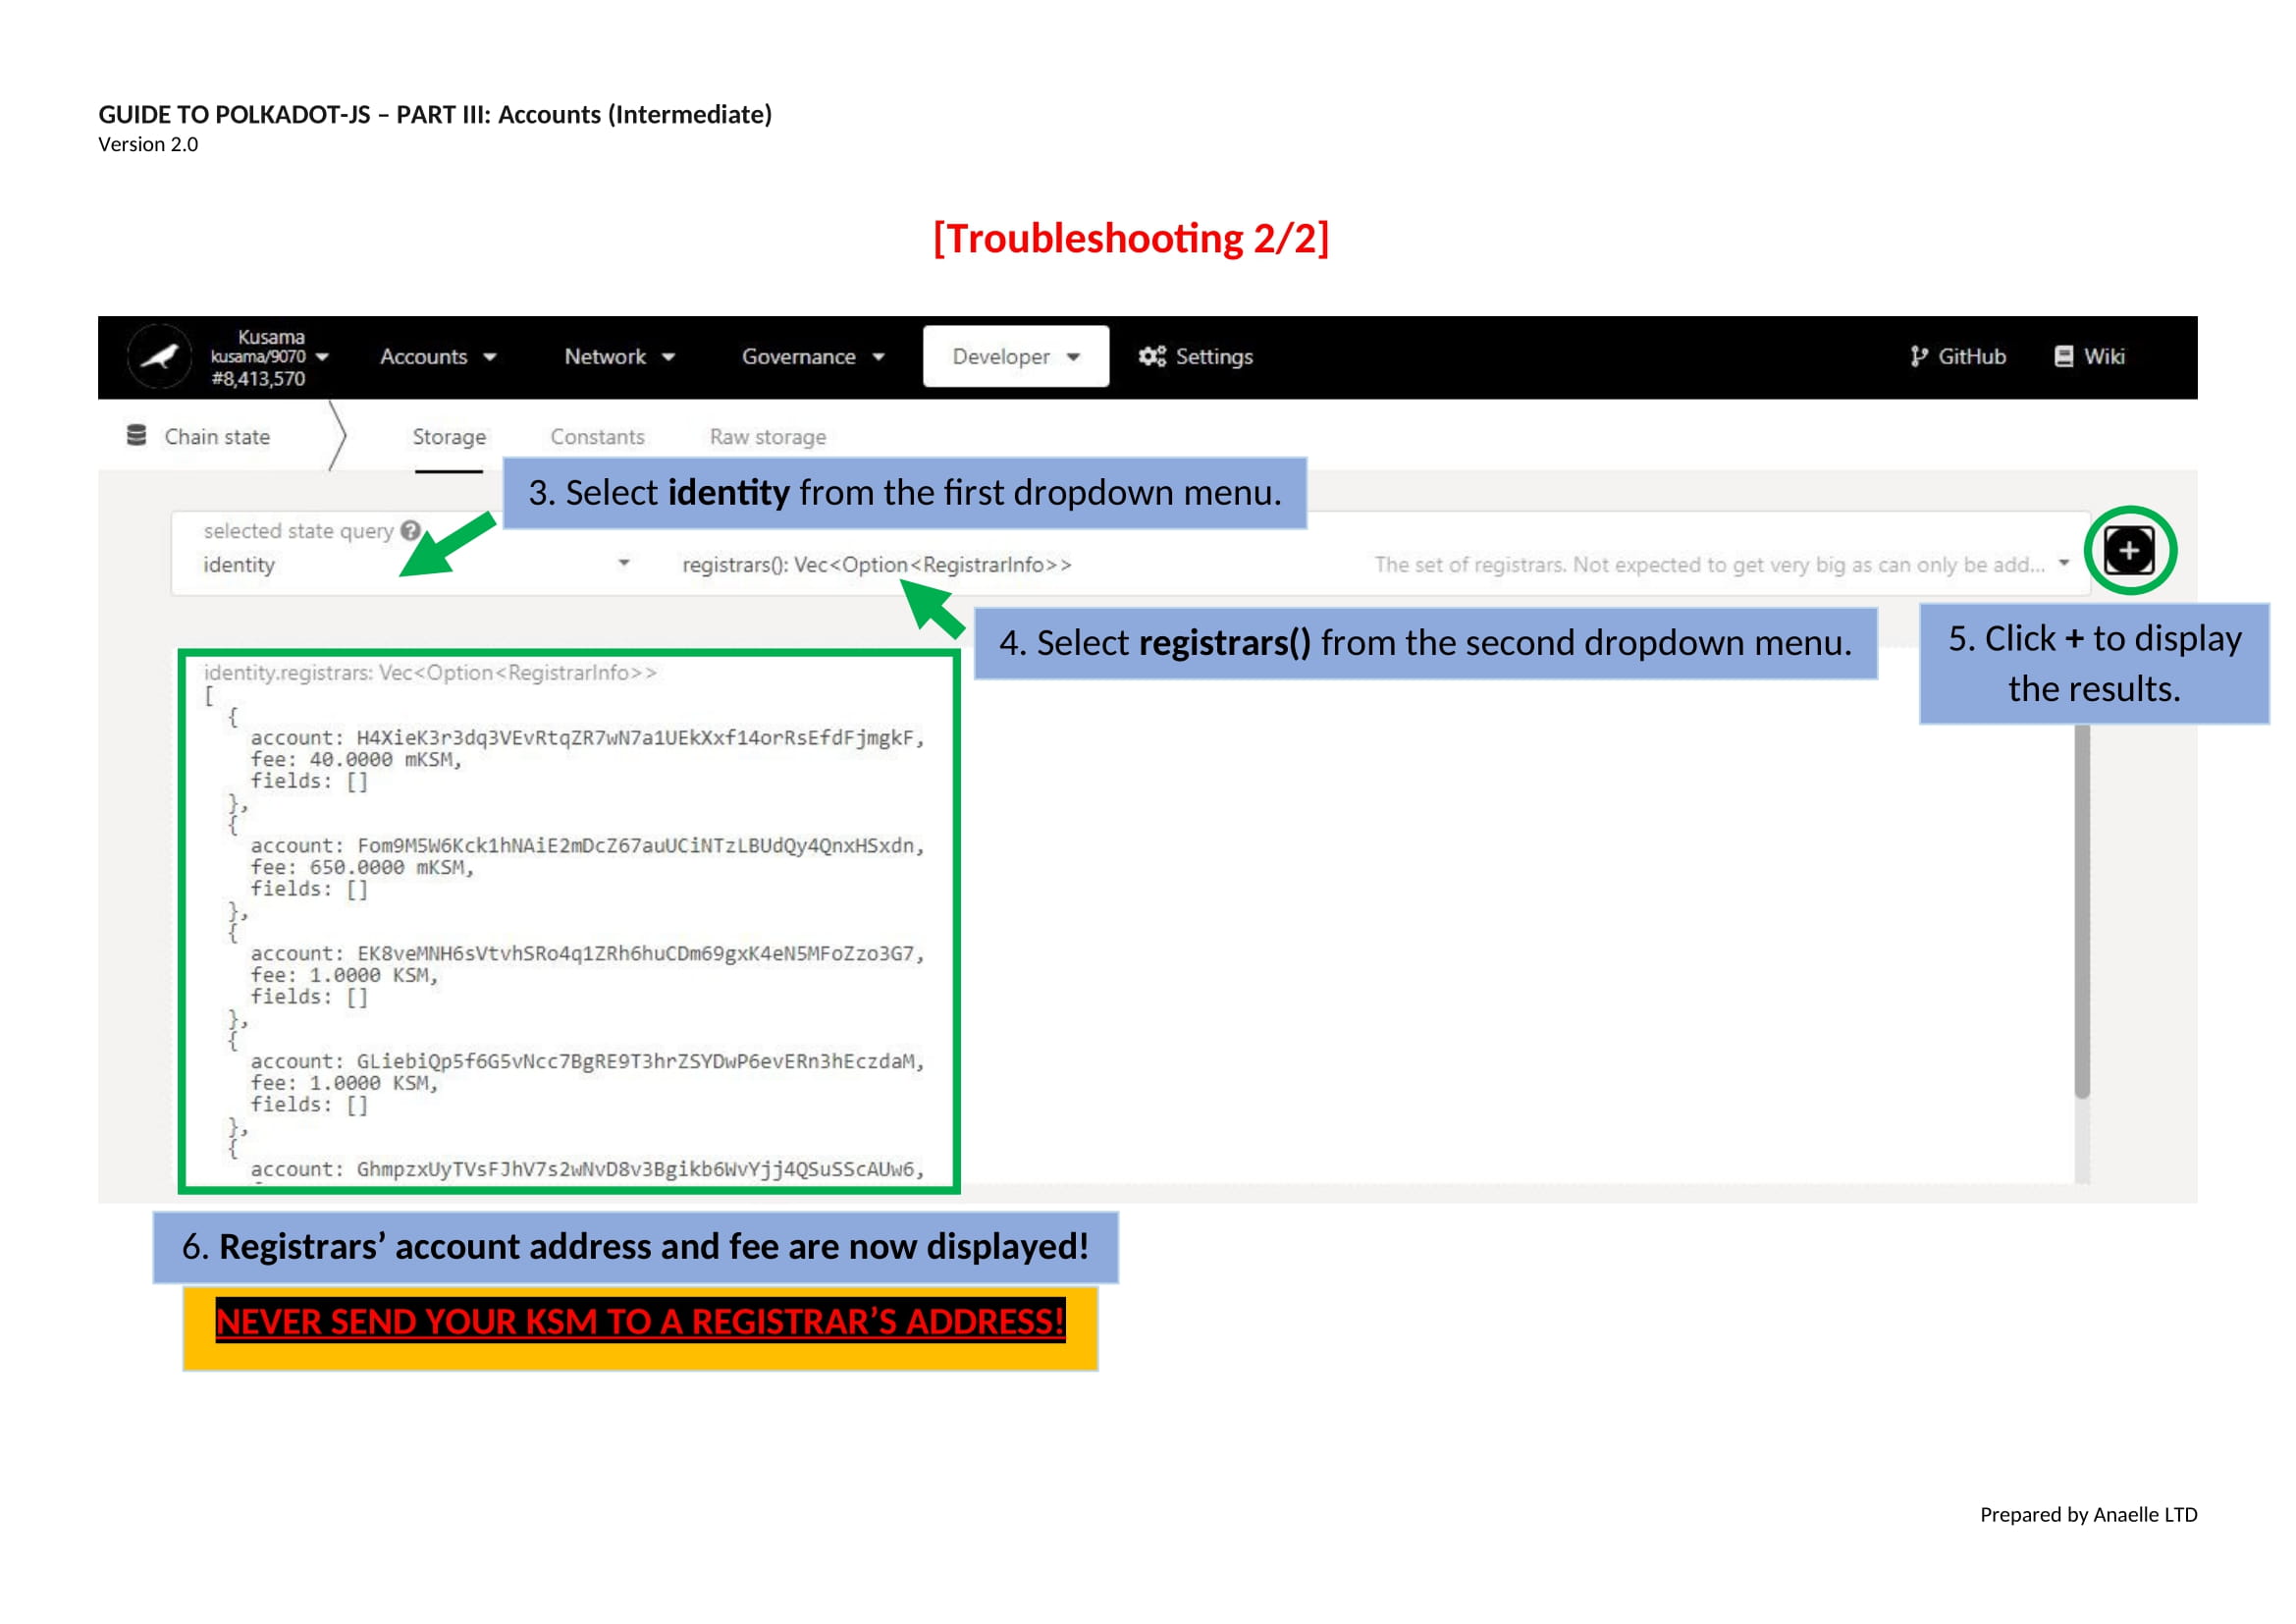 GUIDE TO POLKADOT-JS – PART III: Accounts (Intermediate)
Version 2.0
[Troubleshooting 2/2]
Kusama
kusama/9070
#8,413,570
Accounts
Network
Governance
Developer
Settings
GitHub
Wiki
Chain state
Storage
Constants
Raw storage
3. Select identity from the first dropdown menu.
selected state query
identity
registrars(): Vec<Option<RegistrarInfo>>
The set of registrars. Not expected to get very big as can only be add...
+
4. Select registrars() from the second dropdown menu.
5. Click + to display
the results.
identity.registrars: Vec<Option<RegistrarInfo>>
[
{
account: H4XieK3r3dq3VEvRtqZR7wN7a1UEkXxf14orRsEfdFjmgkF,
fee: 40.0000 mKSM,
fields: []
},
{
account: Fom9M5W6Kck1hNAiE2mDcZ67auUCiNTzLBUdQy4QnxHSxdn,
fee: 650.0000 mKSM,
fields: []
},
{
account: EK8veMNH6sVtvhSRo4q1ZRh6huCDm69gxK4eN5MFoZzo3G7,
fee: 1.0000 KSM,
fields: []
},
{
account: GLiebiQp5f6G5vNcc7BgRE9T3hrZSYDwP6evERn3hEczdaM,
fee: 1.0000 KSM,
fields: []
},
{
account: GhmpzxUyTVsFJhV7s2wNvD8v3Bgikb6WvYjj4QSuSScAUw6,
6. Registrars’ account address and fee are now displayed!
NEVER SEND YOUR KSM TO A REGISTRAR’S ADDRESS!
Prepared by Anaelle LTD